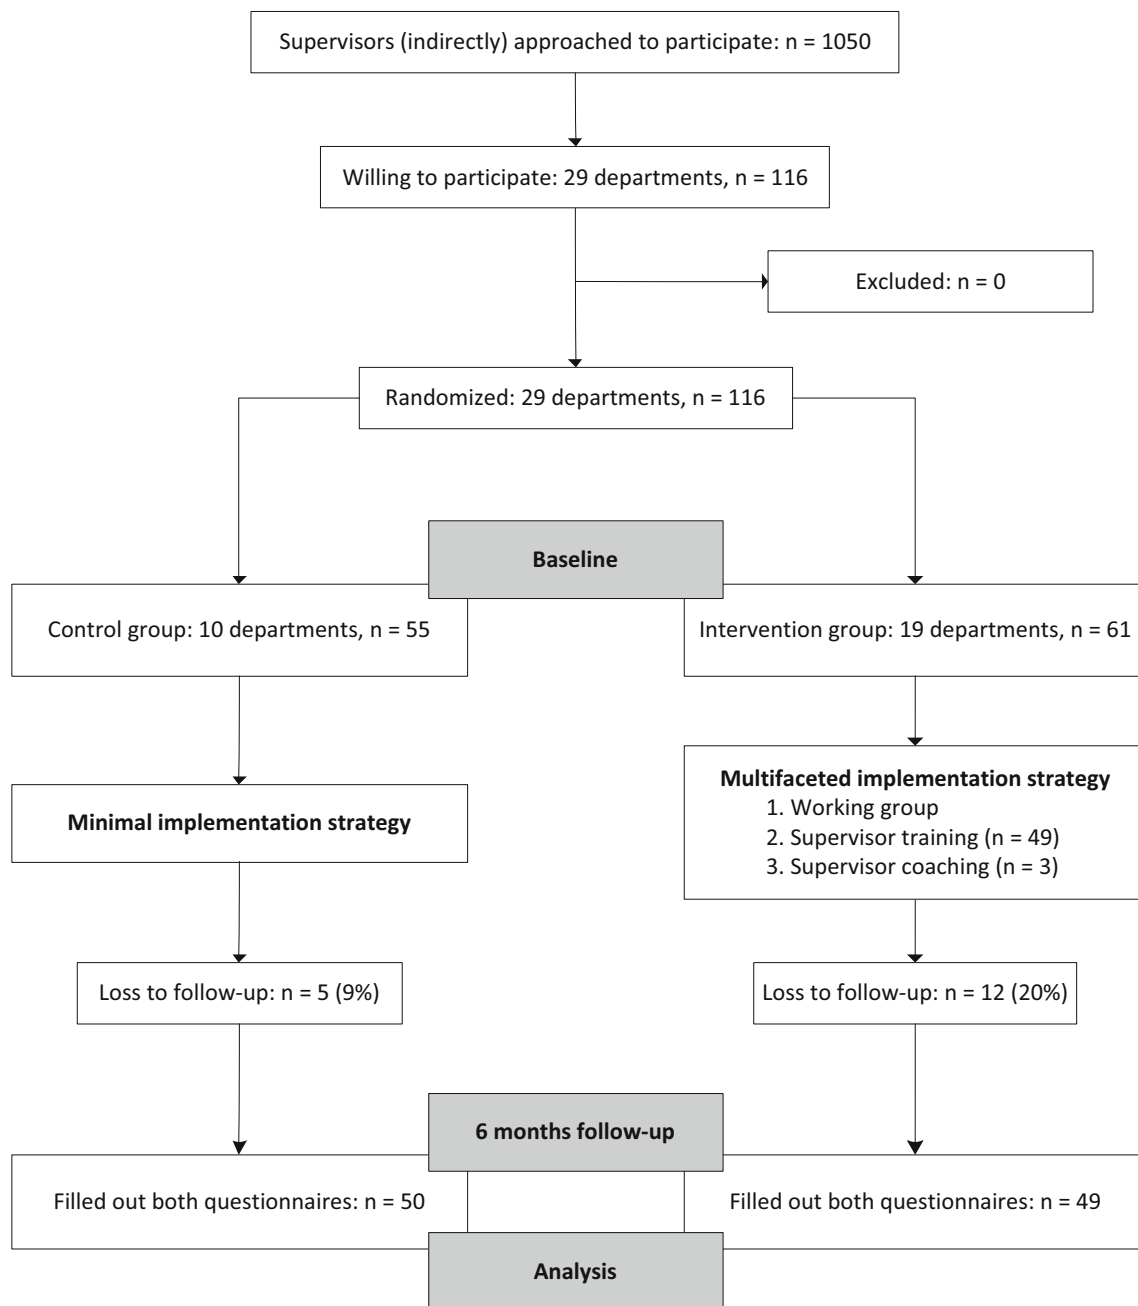 Supervisors (indirectly) approached to participate: n = 1050
Willing to participate: 29 departments, n = 116
Excluded: n = 0
Randomized: 29 departments, n = 116
Baseline
Control group: 10 departments, n = 55
Intervention group: 19 departments, n = 61
Minimal implementation strategy
Multifaceted implementation strategy
1. Working group
2. Supervisor training (n = 49)
3. Supervisor coaching (n = 3)
Loss to follow-up: n = 5 (9%)
Loss to follow-up: n = 12 (20%)
6 months follow-up
Filled out both questionnaires: n = 50
Filled out both questionnaires: n = 49
Analysis